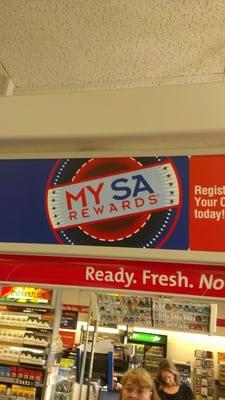 MY SA
REWARDS
Regist
Your C
today!
Ready. Fresh. No